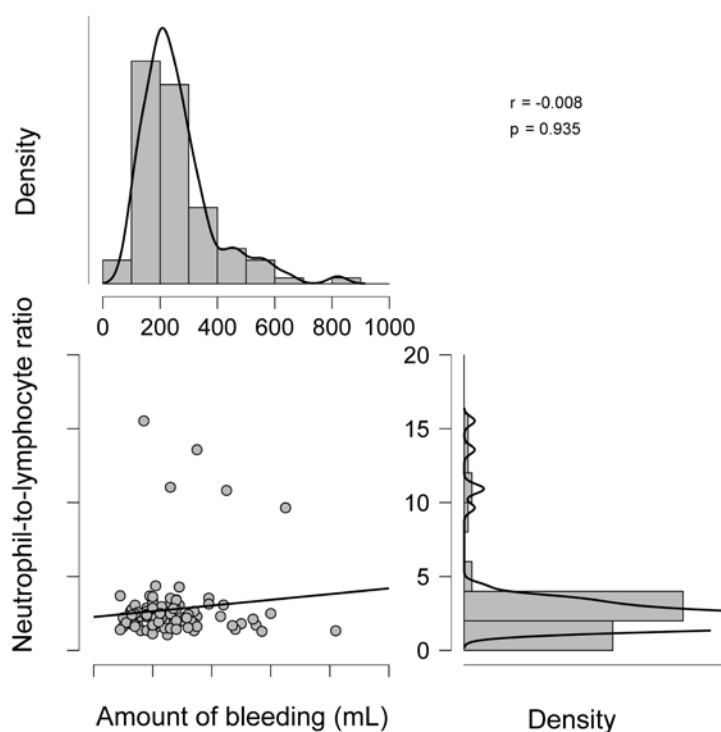 Density
r = -0.008
p = 0.935
0 200 400 600 800 1000
Neutrophil-to-lymphocyte ratio
20
15
10
5
0
Amount of bleeding (mL)
Density